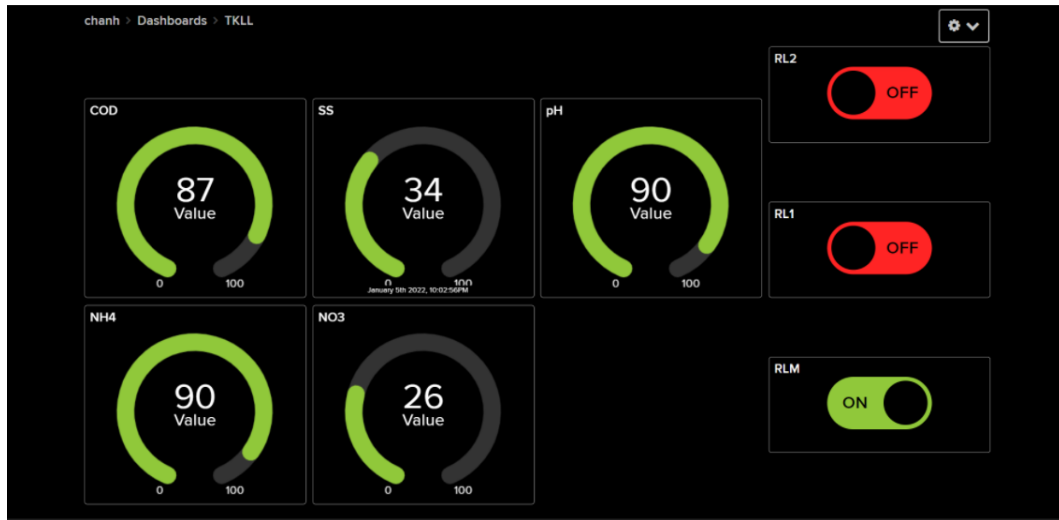 chanh > Dashboards > TKLL
RL2
OFF
COD
87
Value
0
100
SS
34
Value
0
100
January 5th 2022, 10:02:56PM
pH
90
Value
0
100
RL1
OFF
NH4
90
Value
0
100
NO3
26
Value
0
100
RLM
ON